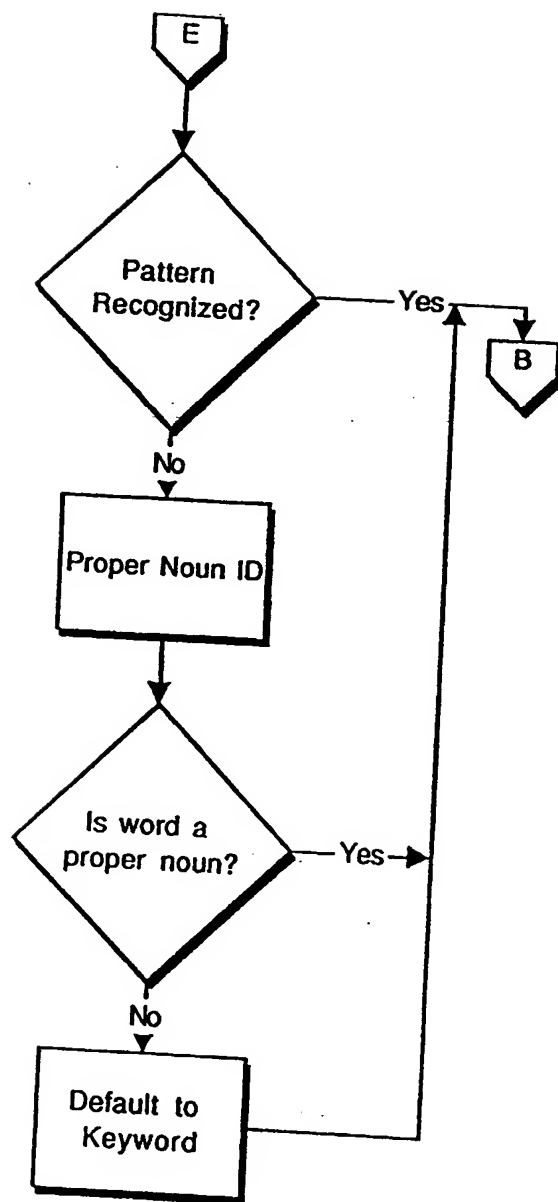 E
Pattern
Recognized?
Yes
B
No
Proper Noun ID
Is word a
proper noun?
Yes
No
Default to
Keyword